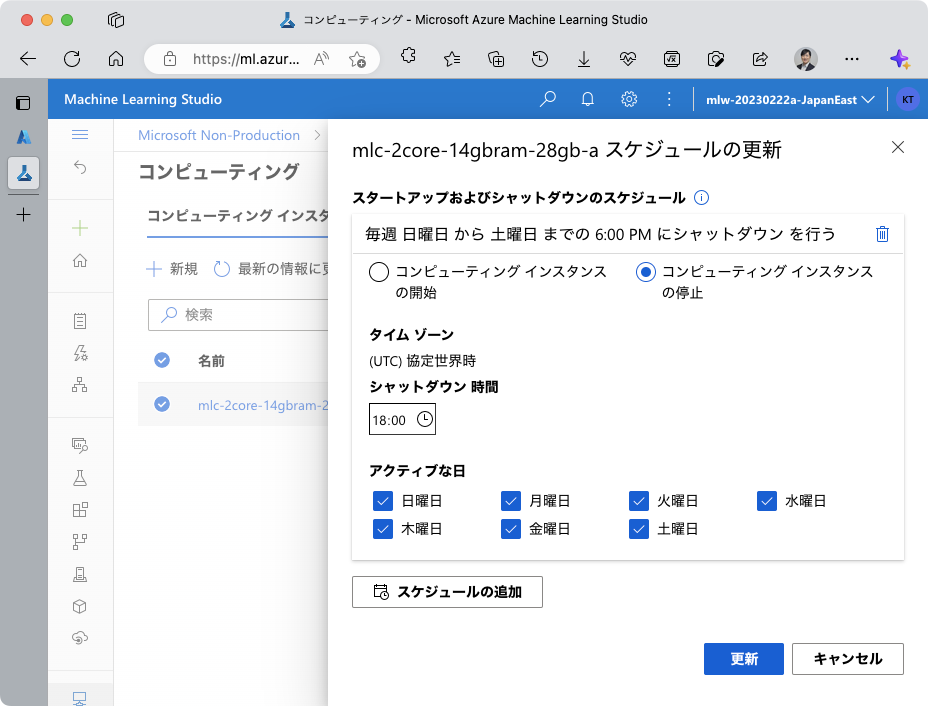 コンピューティング - Microsoft Azure Machine Learning Studio
https://ml.azur...
Machine Learning Studio
mlw-20230222a-JapanEast
KT
Microsoft Non-Production
コンピューティング
コンピューティング インスタ
新規
最新の情報に更
検索
名前
mlc-2core-14gbram-2
mlc-2core-14gbram-28gb-a スケジュールの更新
スタートアップおよびシャットダウンのスケジュール
毎週 日曜日 から 土曜日 までの 6:00 PM にシャットダウン を行う
コンピューティング インスタンス
の開始
コンピューティング インスタンス
の停止
タイム ゾーン
(UTC) 協定世界時
シャットダウン 時間
18:00
アクティブな日
日曜日 月曜日 火曜日 水曜日
木曜日 金曜日 土曜日
スケジュールの追加
更新 キャンセル